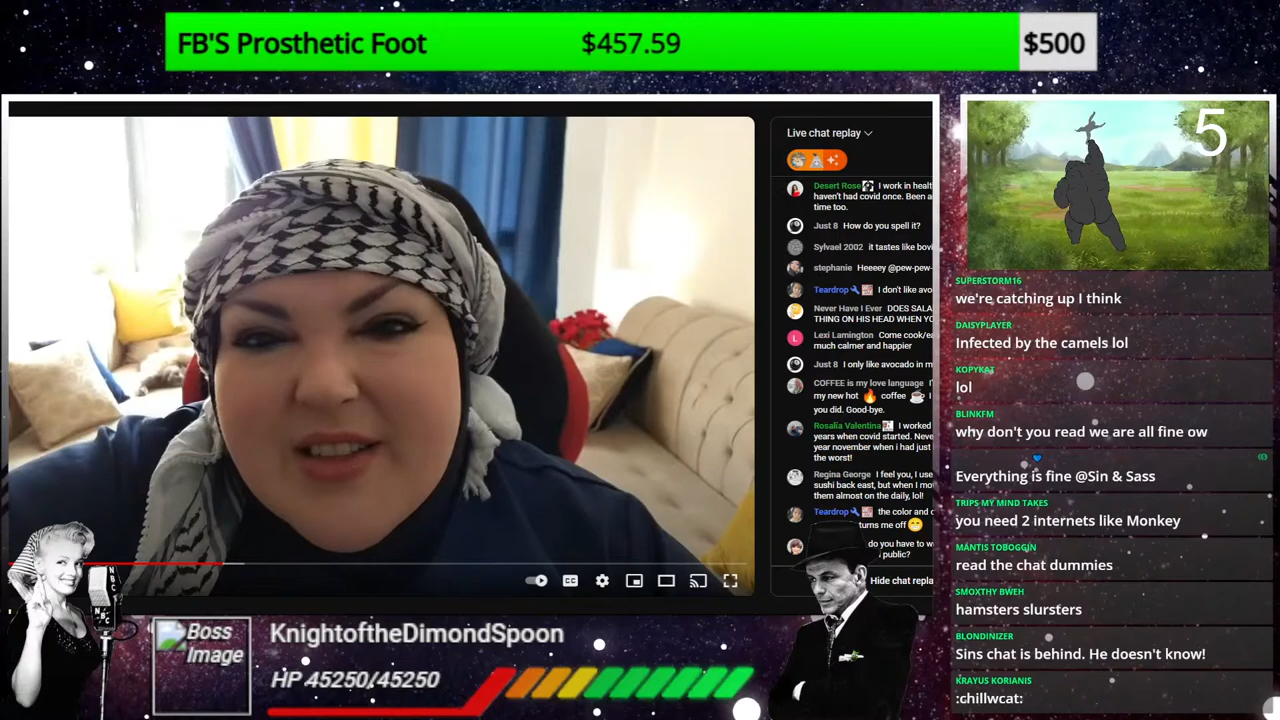 FB'S Prosthetic Foot $457.59 $500
Live chat replay
Desert Rose I work in healt
haven't had covid once. Been a
time too.
Just 8 How do you spell it?
Sylvael 2002 it tastes like bovi
stephanie Heeeey @pew-pew-
Teardrop I don't like avo
Never Have I Ever DOES SALA
THING ON HIS HEAD WHEN YO
L
Lexi Lamington Come cook/ea
much calmer and happier
Just 8 I only like avocado in m
COFFEE is my love language
my new hot 🔥 coffee ☕ I
you did. Good-bye.
Rosalía Valentina I worked
years when covid started. Neve
year november when i had just
the worst!
Regina George I feel you, I use
sushi back east, but when I mo
them almost on the daily, lol!
Teardrop the color and c
turns me off 😁
do you have to w
public?
Hide chat repla
CC
5
SUPERSTORM16
we're catching up I think
DAISYPLAYER
Infected by the camels lol
KOPYKAT
lol
BLINKFM
why don't you read we are all fine ow
Everything is fine @Sin & Sass
TRIPS MY MIND TAKES
you need 2 internets like Monkey
MANTIS TOBOGGIN
read the chat dummies
SMOXTHY BWEH
hamsters slursters
BLONDINIZER
Sins chat is behind. He doesn't know!
KRAYUS KORIANIS
:chillwcat:
NBC
NBC
Boss
Image
KnightoftheDimondSpoon
HP 45250/45250